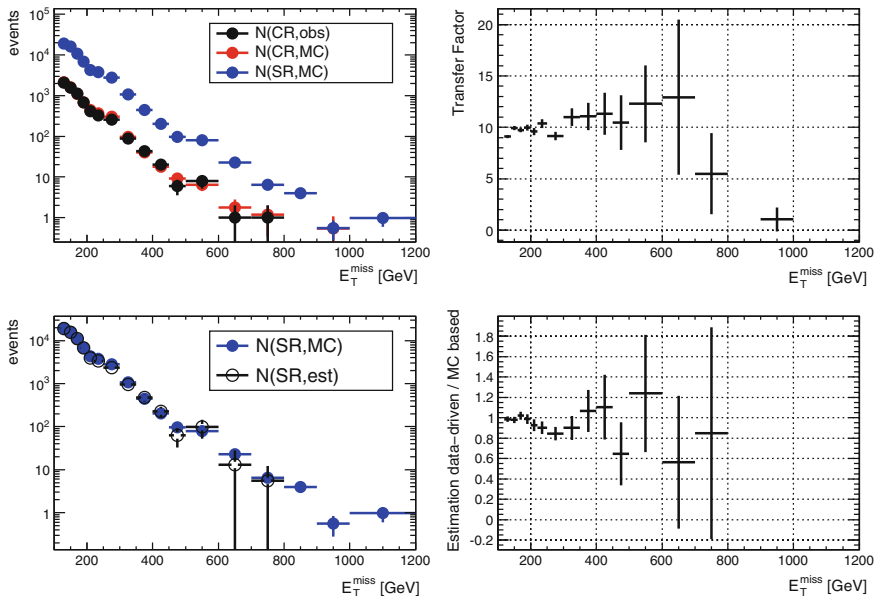 events
10^5
10^4
10^3
10^2
10
1
N(CR,obs)
N(CR,MC)
N(SR,MC)
200 400 600 800 1000 1200
E_T^miss [GeV]
Transfer Factor
20
15
10
5
0
200 400 600 800 1000 1200
E_T^miss [GeV]
events
10^4
10^3
10^2
10
1
N(SR,MC)
N(SR,est)
200 400 600 800 1000 1200
E_T^miss [GeV]
Estimation data−driven / MC based
1.8
1.6
1.4
1.2
1
0.8
0.6
0.4
0.2
0
-0.2
200 400 600 800 1000 1200
E_T^miss [GeV]